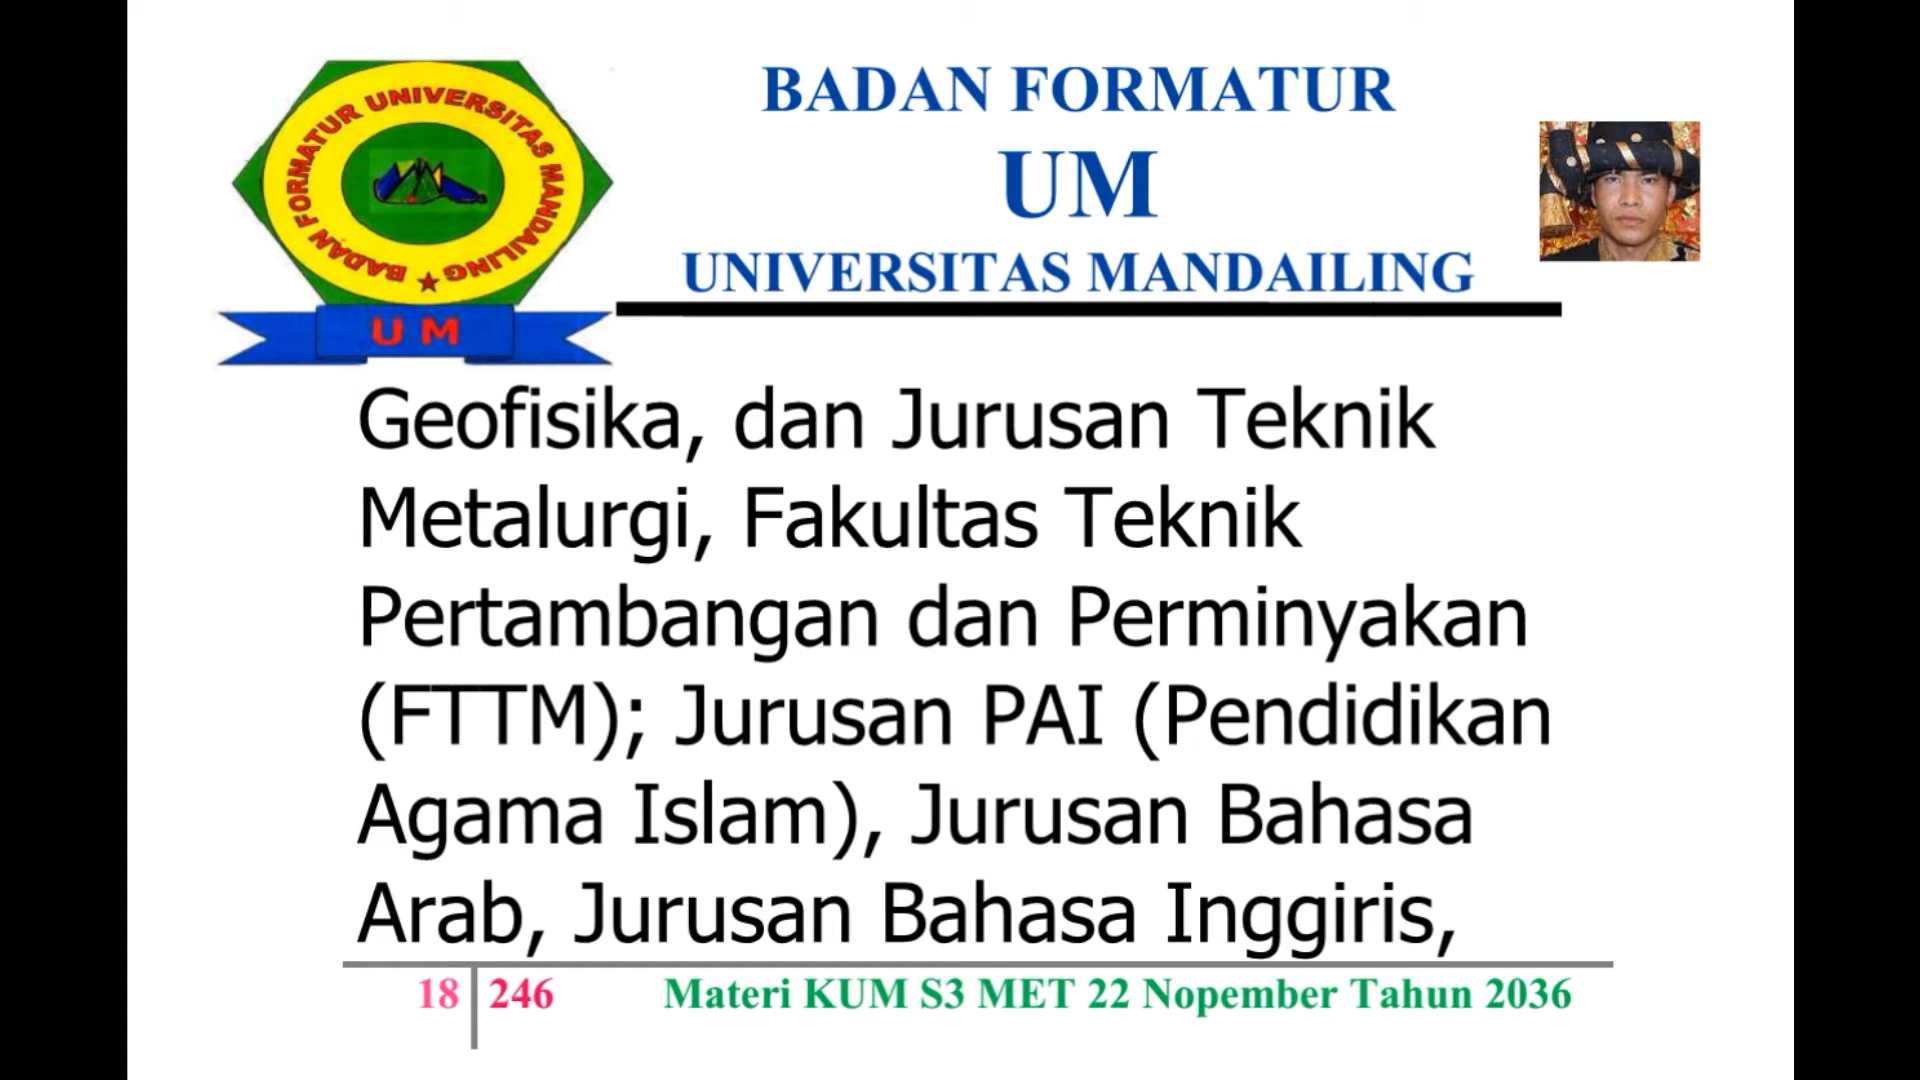 BADAN FORMATUR UNIVERSITAS MANDAILING
U M
BADAN FORMATUR
UM
UNIVERSITAS MANDAILING
Geofisika, dan Jurusan Teknik
Metalurgi, Fakultas Teknik
Pertambangan dan Perminyakan
(FTTM); Jurusan PAI (Pendidikan
Agama Islam), Jurusan Bahasa
Arab, Jurusan Bahasa Inggiris,
18 246 Materi KUM S3 MET 22 Nopember Tahun 2036